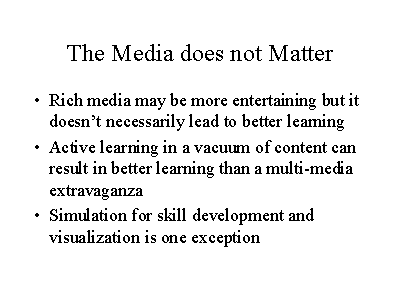 The Media does not Matter
• Rich media may be more entertaining but it
doesn't necessarily lead to better learning
• Active learning in a vacuum of content can
result in better learning than a multi-media
extravaganza
• Simulation for skill development and
visualization is one exception